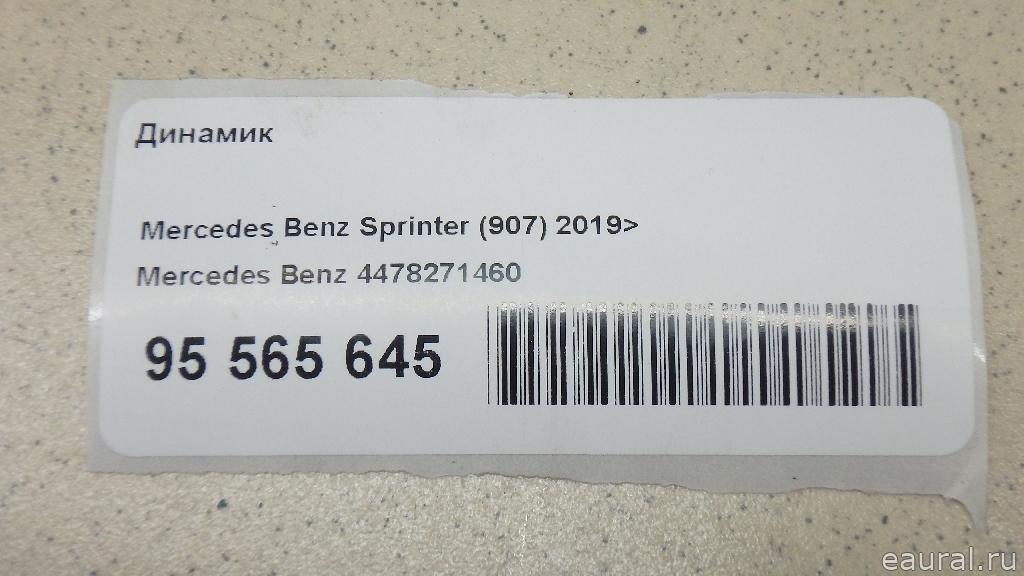 Динамик
Mercedes Benz Sprinter (907) 2019>
Mercedes Benz 4478271460
95 565 645
eaural.ru